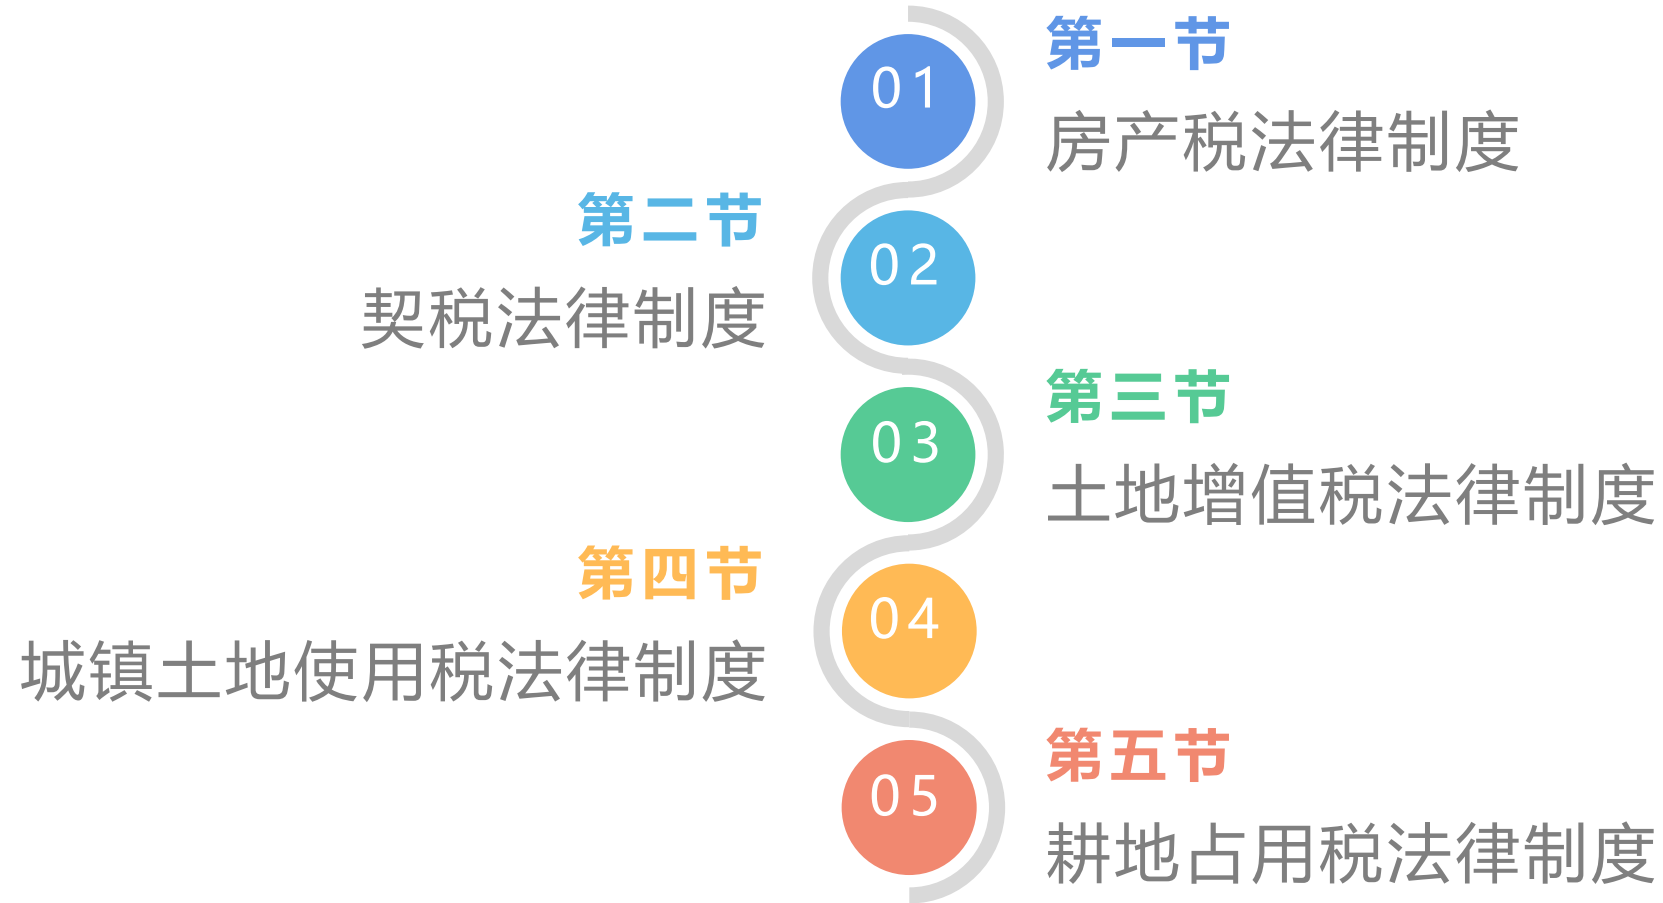 01
第一节
房产税法律制度
02
第二节
契税法律制度
03
第三节
土地增值税法律制度
04
第四节
城镇土地使用税法律制度
05
第五节
耕地占用税法律制度